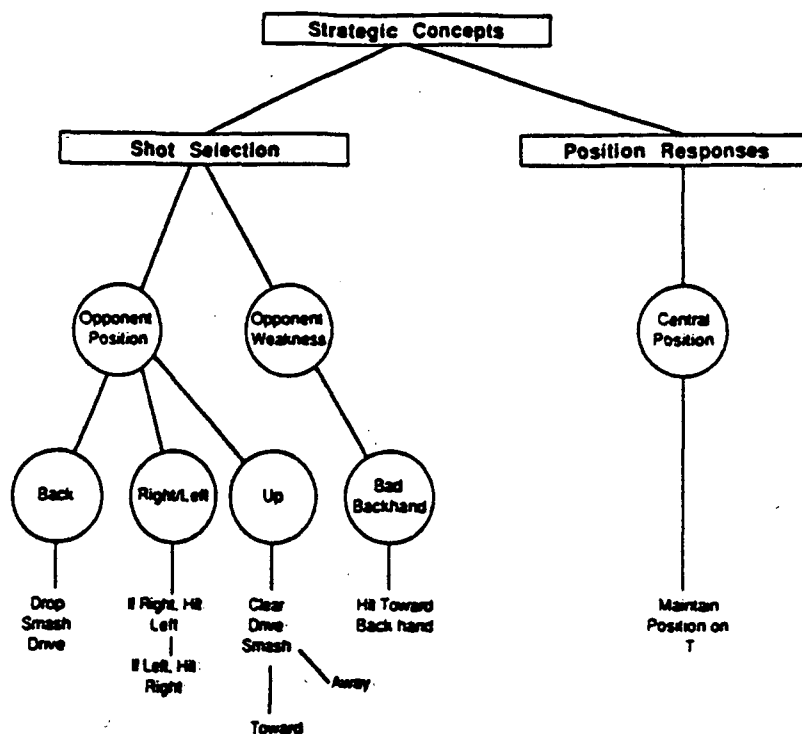 Strategic Concepts
Shot Selection
Position Responses
Opponent
Position
Opponent
Weakness
Central
Position
Back
Right/Left
Up
Bad
Backhand
Drop
Smash
Drive
If Right, Hit
Left
If Left, Hit
Right
Clear
Drive
Smash
Away
Toward
Hit Toward
Back hand
Maintain
Position on
T